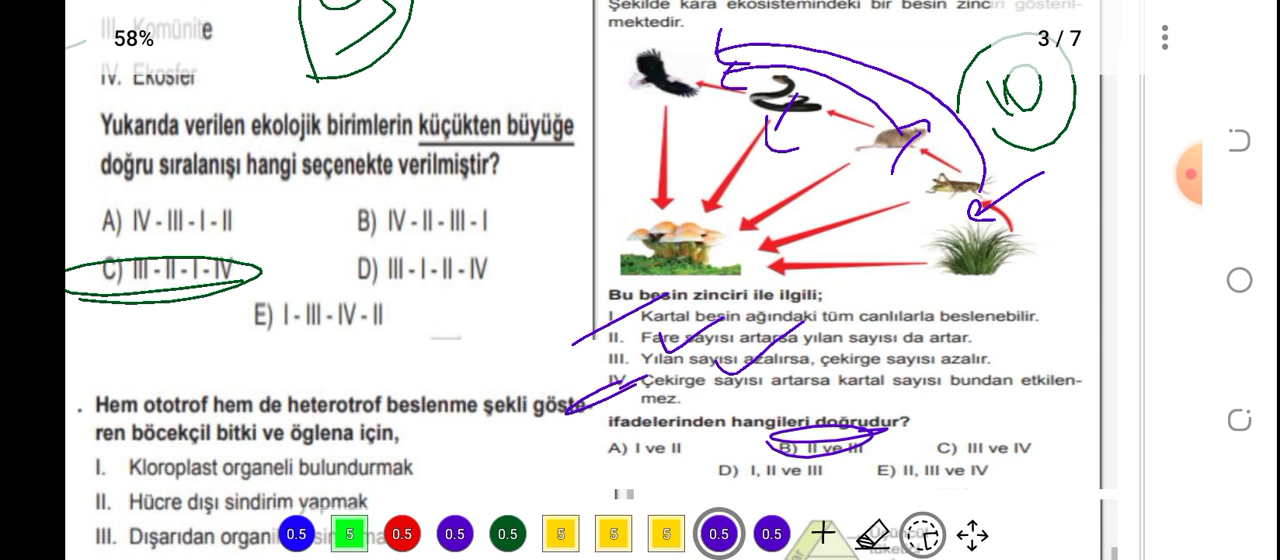 III. Komünite
58%
IV. Ekosfer
Yukarıda verilen ekolojik birimlerin küçükten büyüğe
doğru sıralanışı hangi seçenekte verilmiştir?
A) IV - III - I - II
B) IV - II - III - I
C) III - II - I - IV
D) III - I - II - IV
E) I - III - IV - II
. Hem ototrof hem de heterotrof beslenme şekli göste-
ren böcekçil bitki ve öglena için,
I. Kloroplast organeli bulundurmak
II. Hücre dışı sindirim yapmak
III. Dışarıdan
Şekilde kara ekosistemindeki bir besin zinciri gösteril-
mektedir.
3 / 7
10
Bu besin zinciri ile ilgili;
I. Kartal besin ağındaki tüm canlılarla beslenebilir.
II. Fare sayısı artarsa yılan sayısı da artar.
III. Yılan sayısı azalırsa, çekirge sayısı azalır.
IV. Çekirge sayısı artarsa kartal sayısı bundan etkilen-
mez.
ifadelerinden hangileri doğrudur?
A) I ve II
B) II ve III
C) III ve IV
D) I, II ve III
E) II, III ve IV
0.5
5
0.5
0.5
0.5
5
5
5
0.5
0.5